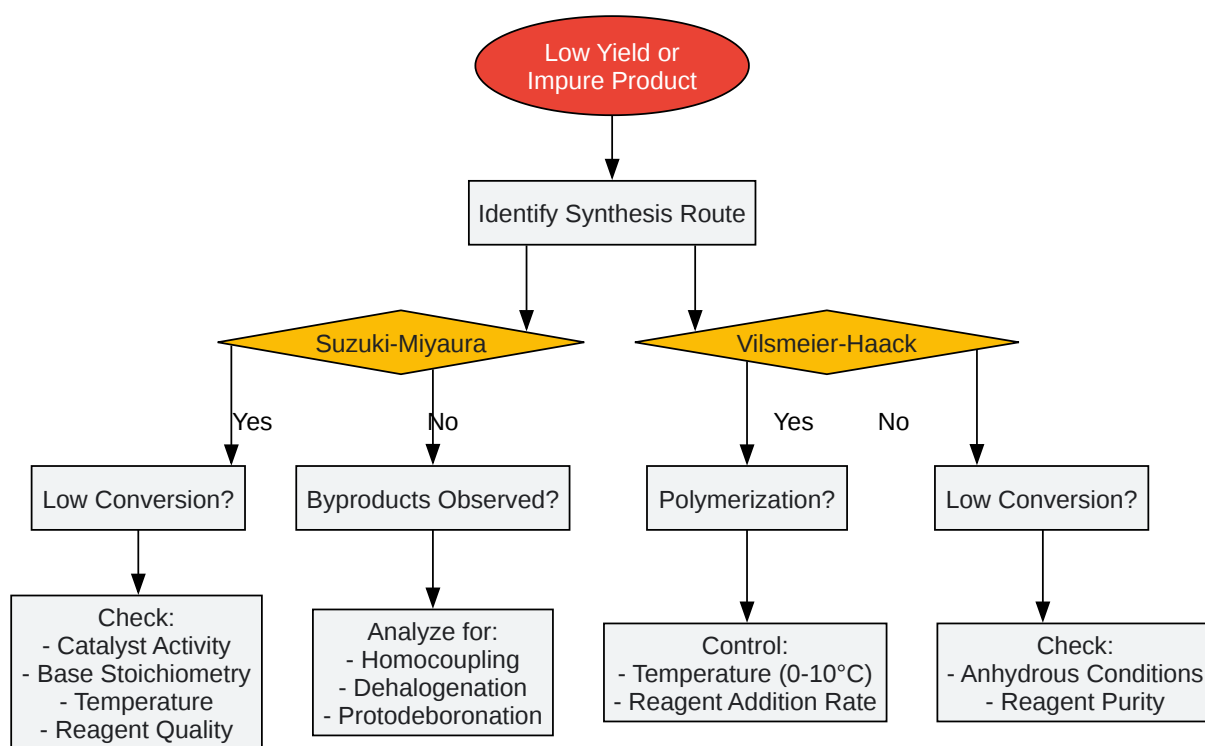 Low Yield or
Impure Product
Identify Synthesis Route
Suzuki-Miyaura
Vilsmeier-Haack
Yes
No
Yes
No
Low Conversion?
Byproducts Observed?
Polymerization?
Low Conversion?
Check:
- Catalyst Activity
- Base Stoichiometry
- Temperature
- Reagent Quality
Analyze for:
- Homocoupling
- Dehalogenation
- Protodeboronation
Control:
- Temperature (0-10°C)
- Reagent Addition Rate
Check:
- Anhydrous Conditions
- Reagent Purity